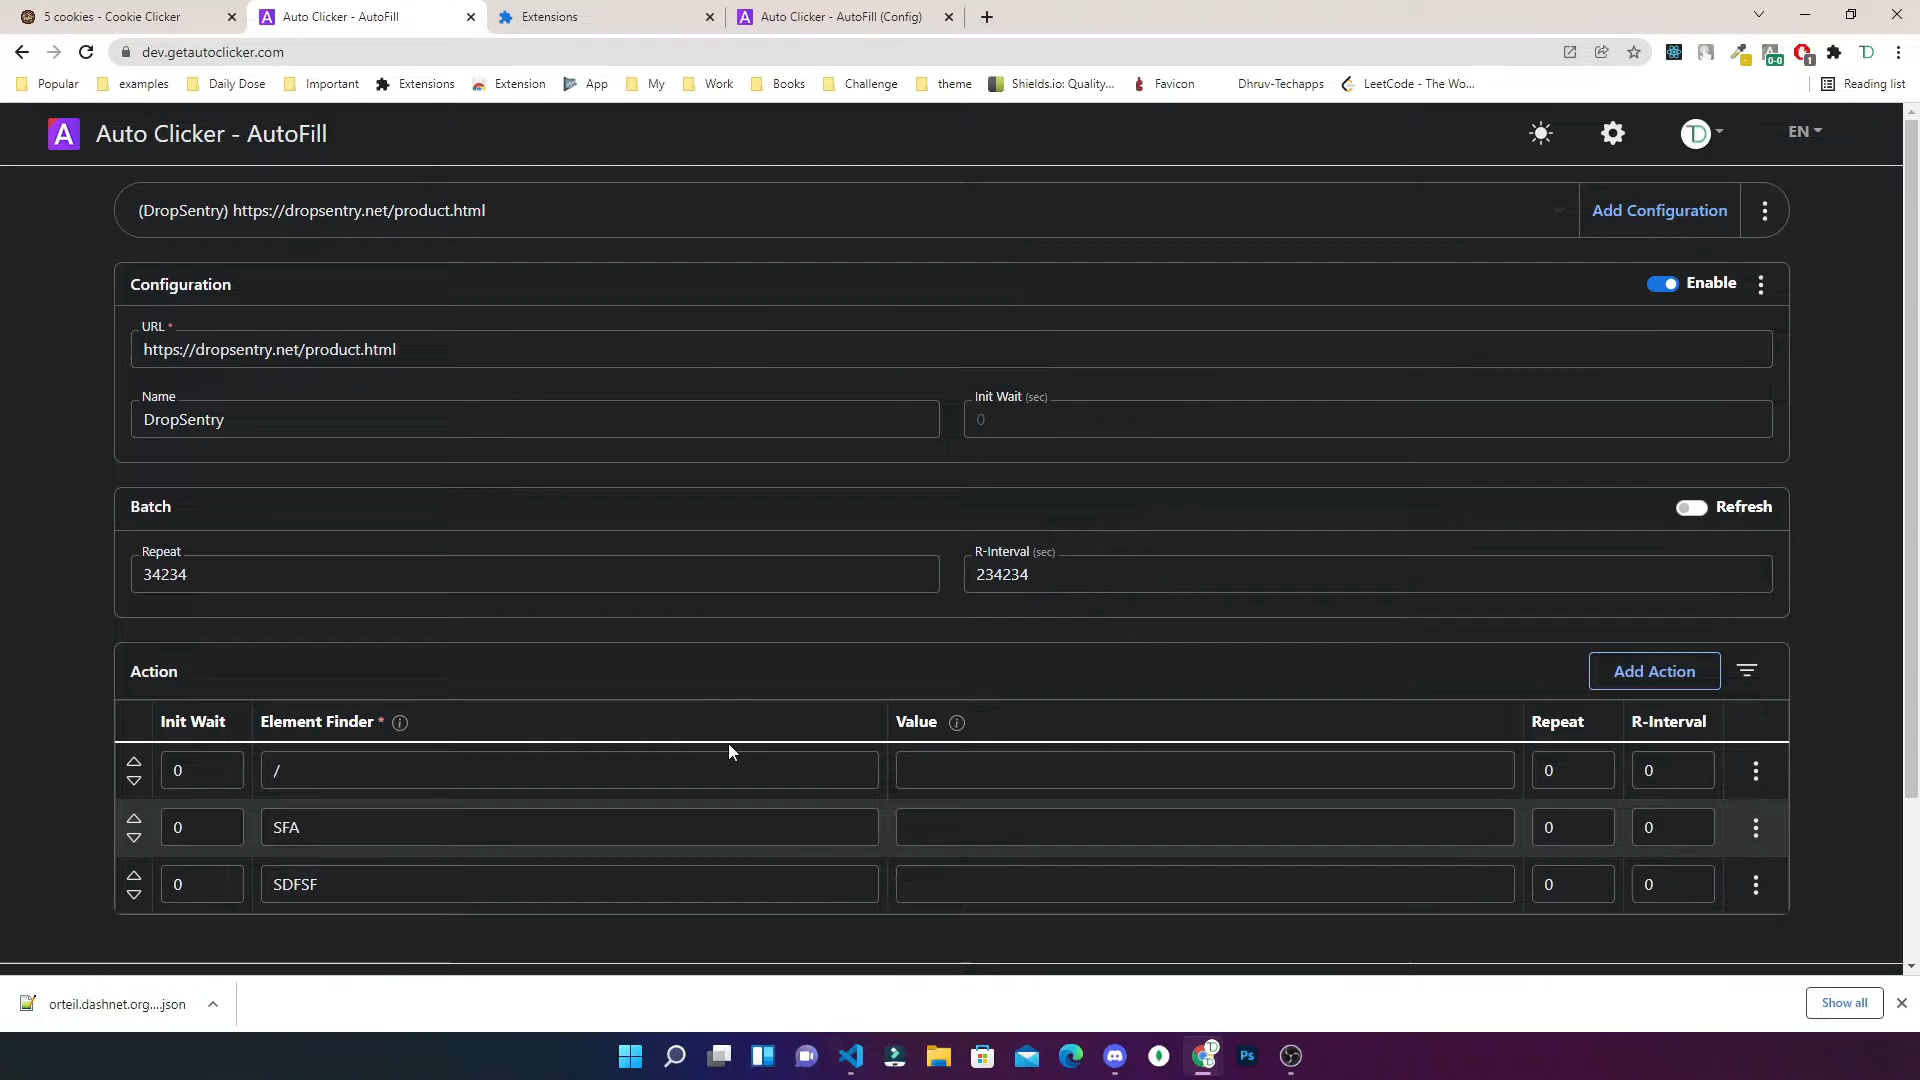 5 cookies - Cookie Clicker
Auto Clicker - AutoFill
Extensions
Auto Clicker - AutoFill (Config)
dev.getautoclicker.com
0-0
1
Popular
examples
Daily Dose
Important
Extensions
Extension
App
My
Work
Books
Challenge
theme
Shields.io: Quality...
Favicon
Dhruv-Techapps
LeetCode - The Wo...
Reading list
A Auto Clicker - AutoFill
EN
(DropSentry) https://dropsentry.net/product.html
Add Configuration
Configuration
Enable
URL *
https://dropsentry.net/product.html
Name
DropSentry
Init Wait (sec)
0
Batch
Refresh
Repeat
34234
R-Interval (sec)
234234
Action
Add Action
Init Wait Element Finder * Value Repeat R-Interval
0 / 0 0
0 SFA 0 0
0 SDFSF 0 0
orteil.dashnet.org....json
Show all
Ps